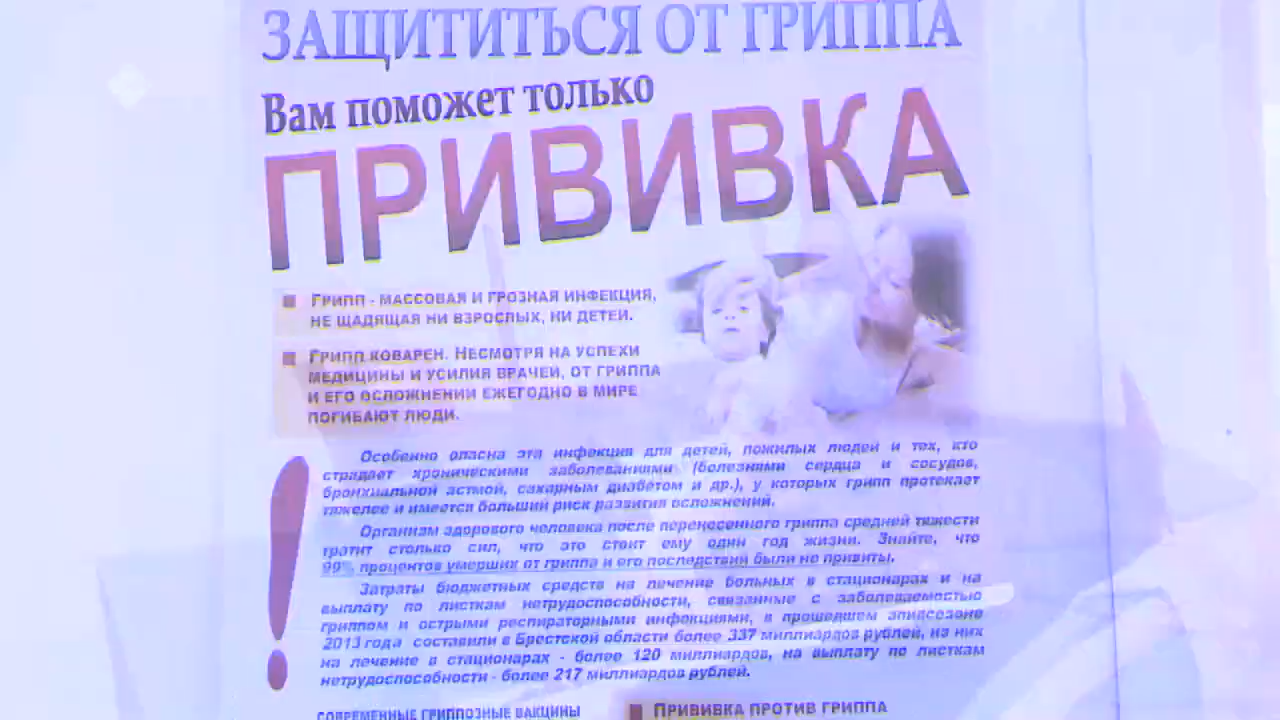 ЗАЩИТИТЬСЯ ОТ ГРИППА
Вам поможет только
ПРИВИВКА
Грипп - массовая и грозная инфекция,
не щадящая ни взрослых, ни детей.
Грипп коварен. Несмотря на успехи
медицины и усилия врачей, от гриппа
и его осложнений ежегодно в мире
погибают люди.
Особенно опасна эта инфекция для детей, пожилых людей и тех, кто
страдает хроническими заболеваниями (болезнями сердца и сосудов,
бронхиальной астмой, сахарным диабетом и др.), у которых грипп протекает
тяжелее и имеется больший риск развития осложнений.
Организм здорового человека после перенесенного гриппа средней тяжести
тратит столько сил, что это стоит ему один год жизни. Знайте, что
99% процентов умерших от гриппа и его последствий были не привиты.
Затраты бюджетных средств на лечение больных в стационарах и на
выплату по листкам нетрудоспособности, связанные с заболеваемостью
гриппом и острыми респираторными инфекциями, в прошедшем эпидсезоне
2013 года составили в Брестской области более 337 миллиардов рублей, из них
на лечение в стационарах - более 120 миллиардов, на выплату по листкам
нетрудоспособности - более 217 миллиардов рублей.
СОВРЕМЕННЫЕ ГРИППОЗНЫЕ ВАКЦИНЫ
Прививка против гриппа